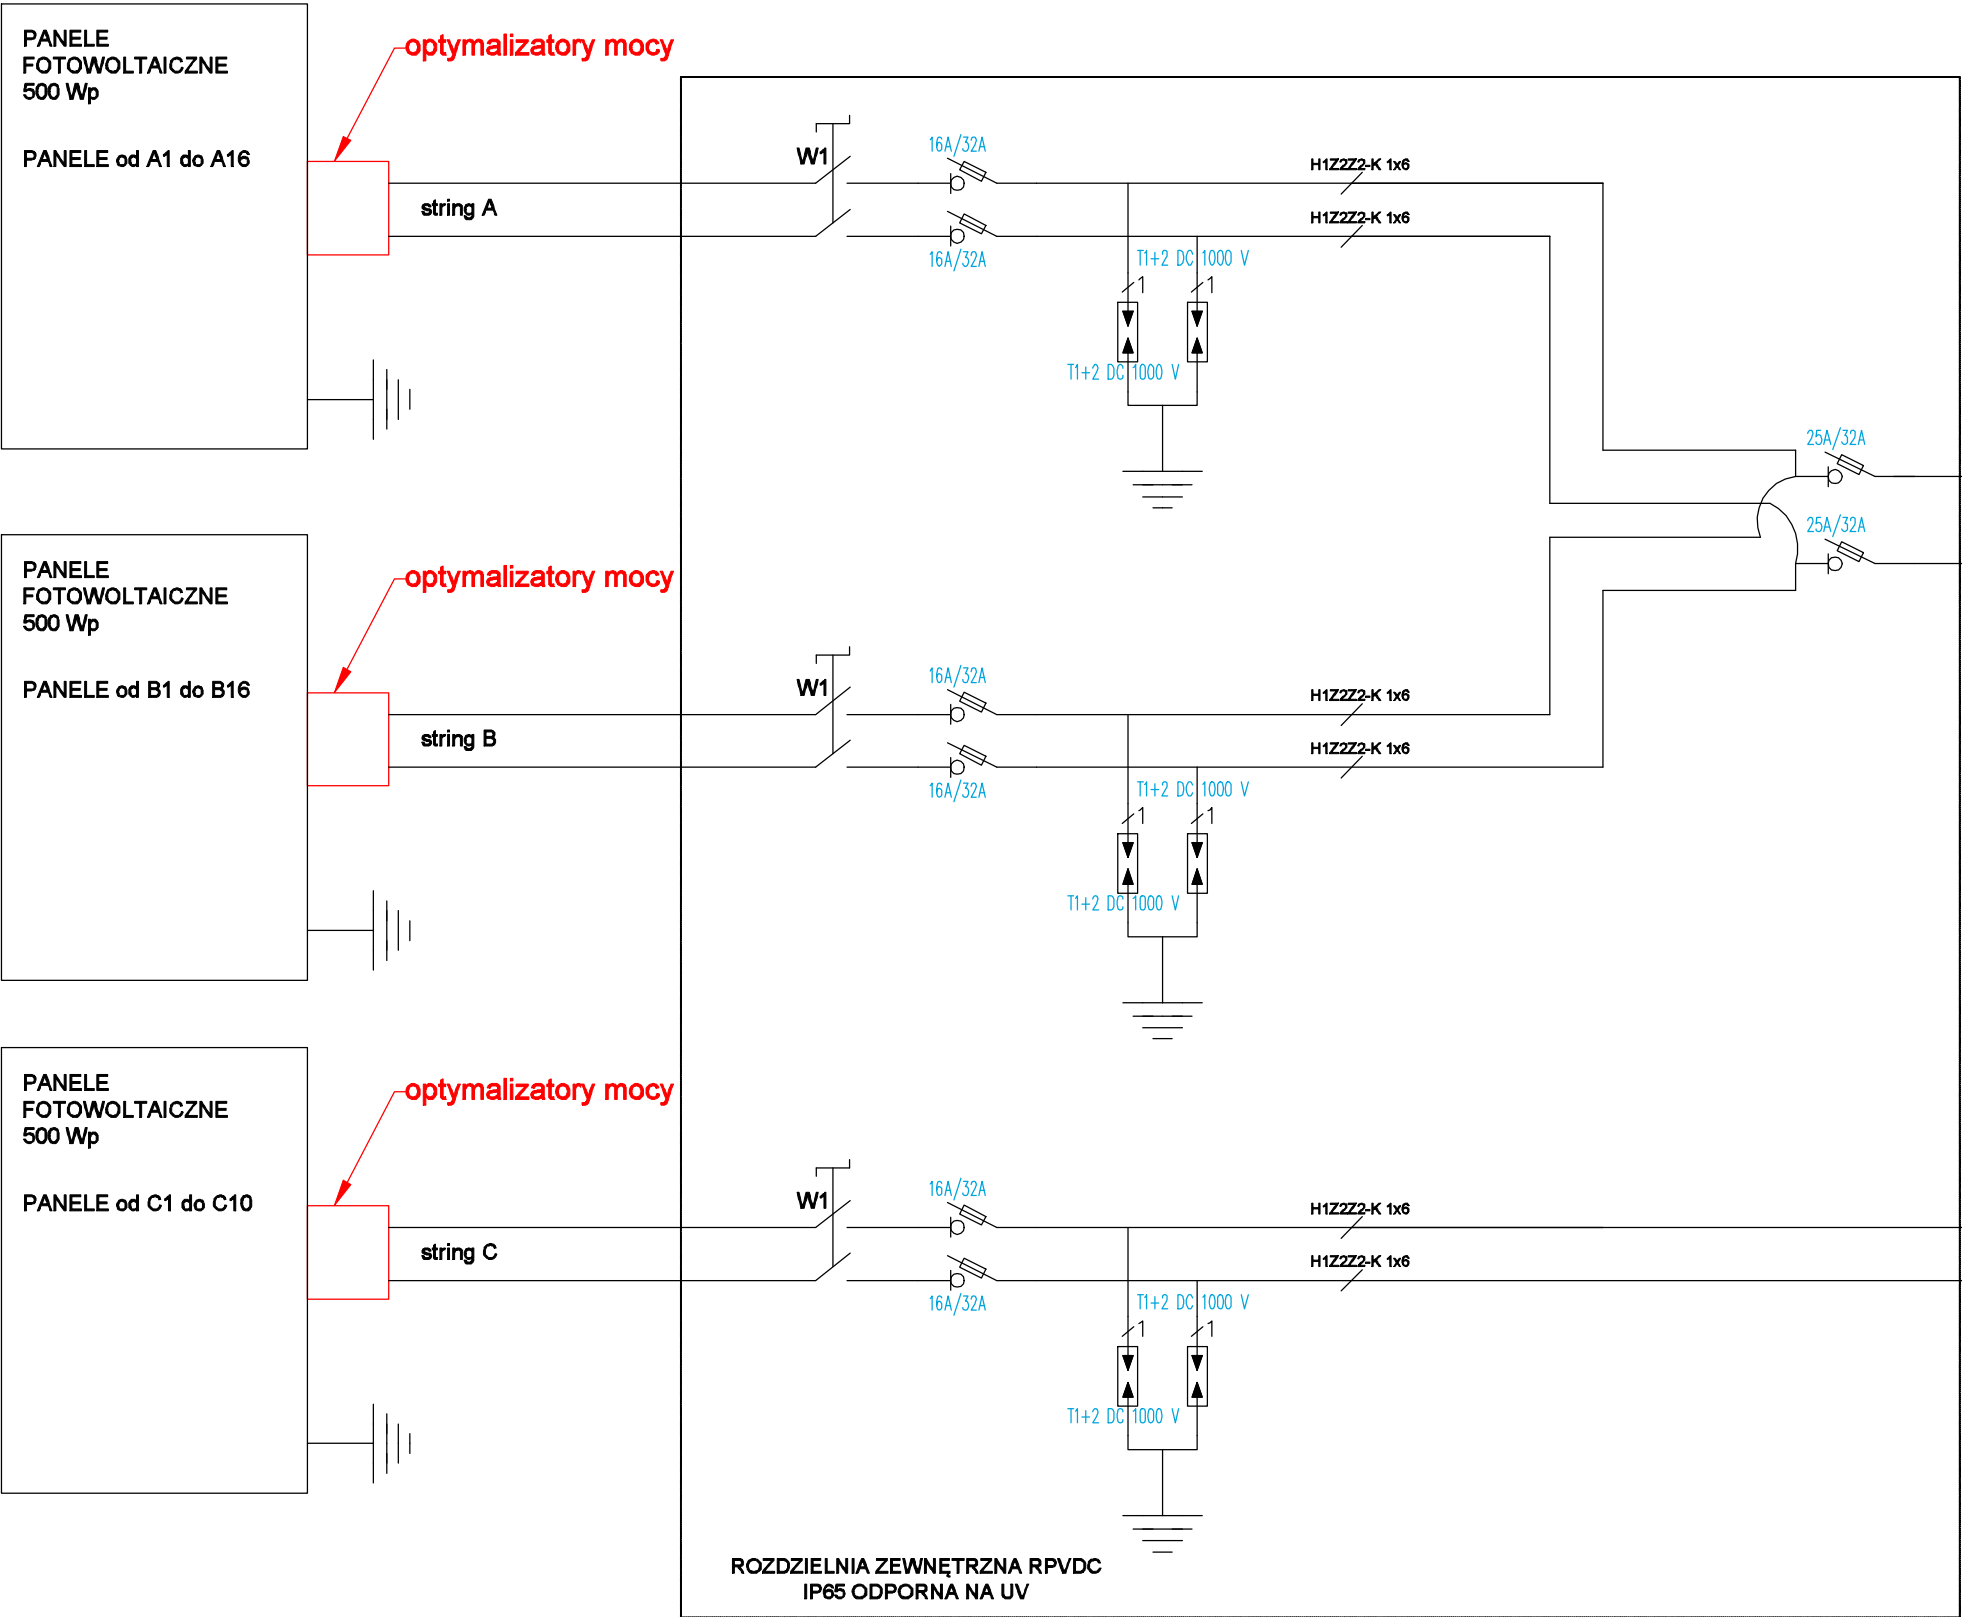 PANELE
FOTOWOLTAICZNE
500 Wp
PANELE od A1 do A16
optymalizatory mocy
string A
W1
16A/32A
16A/32A
H1Z2Z2-K 1x6
H1Z2Z2-K 1x6
T1+2 DC 1000 V
1
1
T1+2 DC 1000 V
25A/32A
25A/32A
PANELE
FOTOWOLTAICZNE
500 Wp
PANELE od B1 do B16
optymalizatory mocy
string B
W1
16A/32A
16A/32A
H1Z2Z2-K 1x6
H1Z2Z2-K 1x6
T1+2 DC 1000 V
1
1
T1+2 DC 1000 V
PANELE
FOTOWOLTAICZNE
500 Wp
PANELE od C1 do C10
optymalizatory mocy
string C
W1
16A/32A
16A/32A
H1Z2Z2-K 1x6
H1Z2Z2-K 1x6
T1+2 DC 1000 V
1
1
T1+2 DC 1000 V
ROZDZIELNIA ZEWNĘTRZNA RPVDC
IP65 ODPORNA NA UV